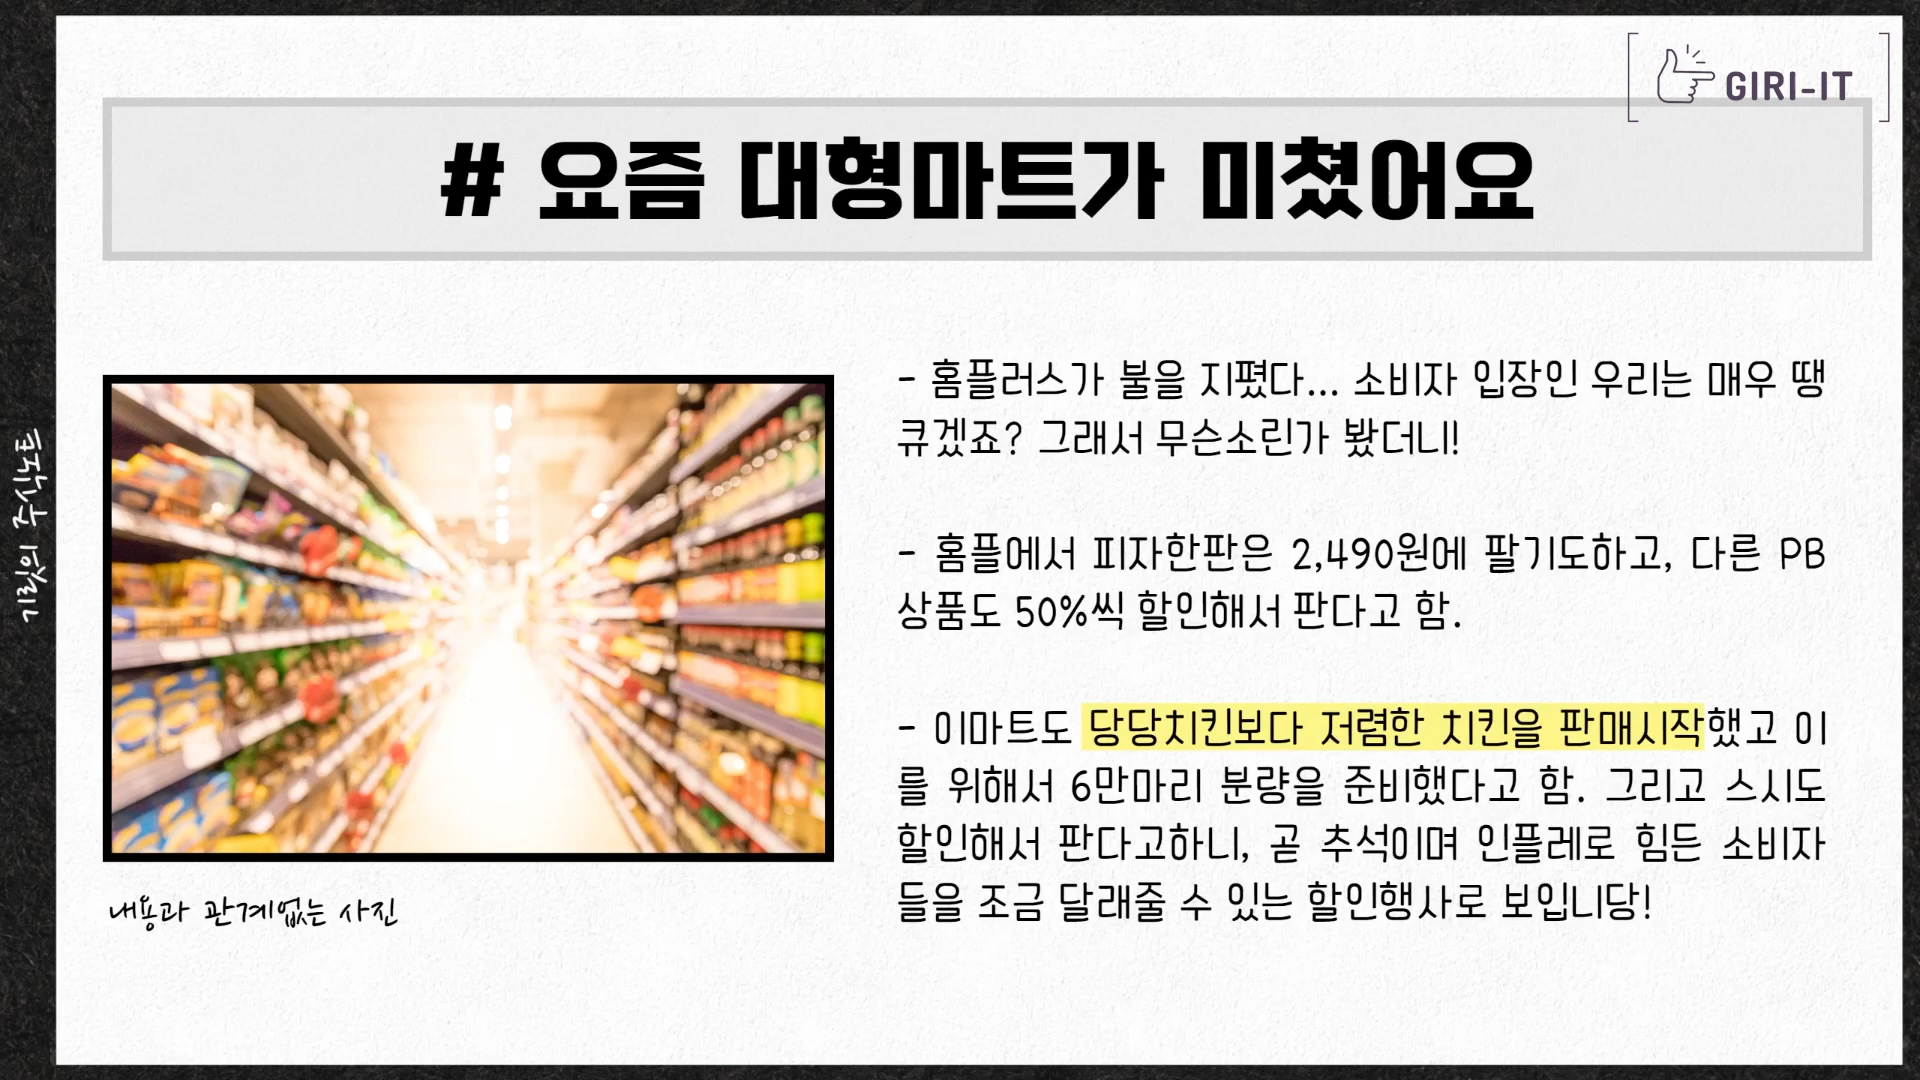 GIRI-IT
# 요즘 대형마트가 미쳤어요
- 홈플러스가 불을 지폈다... 소비자 입장인 우리는 매우 땡
큐겠죠? 그래서 무슨소린가 봤더니!
- 홈플에서 피자한판은 2,490원에 팔기도하고, 다른 PB
상품도 50%씩 할인해서 판다고 함.
- 이마트도 당당치킨보다 저렴한 치킨을 판매시작했고 이
를 위해서 6만마리 분량을 준비했다고 함. 그리고 스시도
할인해서 판다고하니, 곧 추석이며 인플레로 힘든 소비자
들을 조금 달래줄 수 있는 할인행사로 보입니당!
내용과 관계없는 사진
기릿의 주식노트